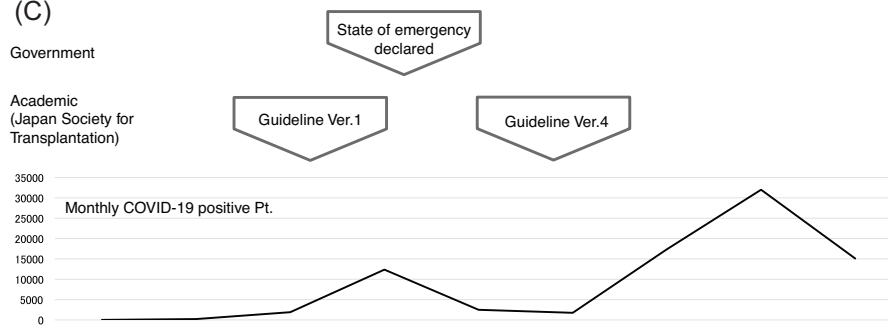 (C)
State of emergency
declared
Government
Academic
(Japan Society for
Transplantation)
Guideline Ver.1
Guideline Ver.4
35000
Monthly COVID-19 positive Pt.
30000
25000
20000
15000
10000
5000
0